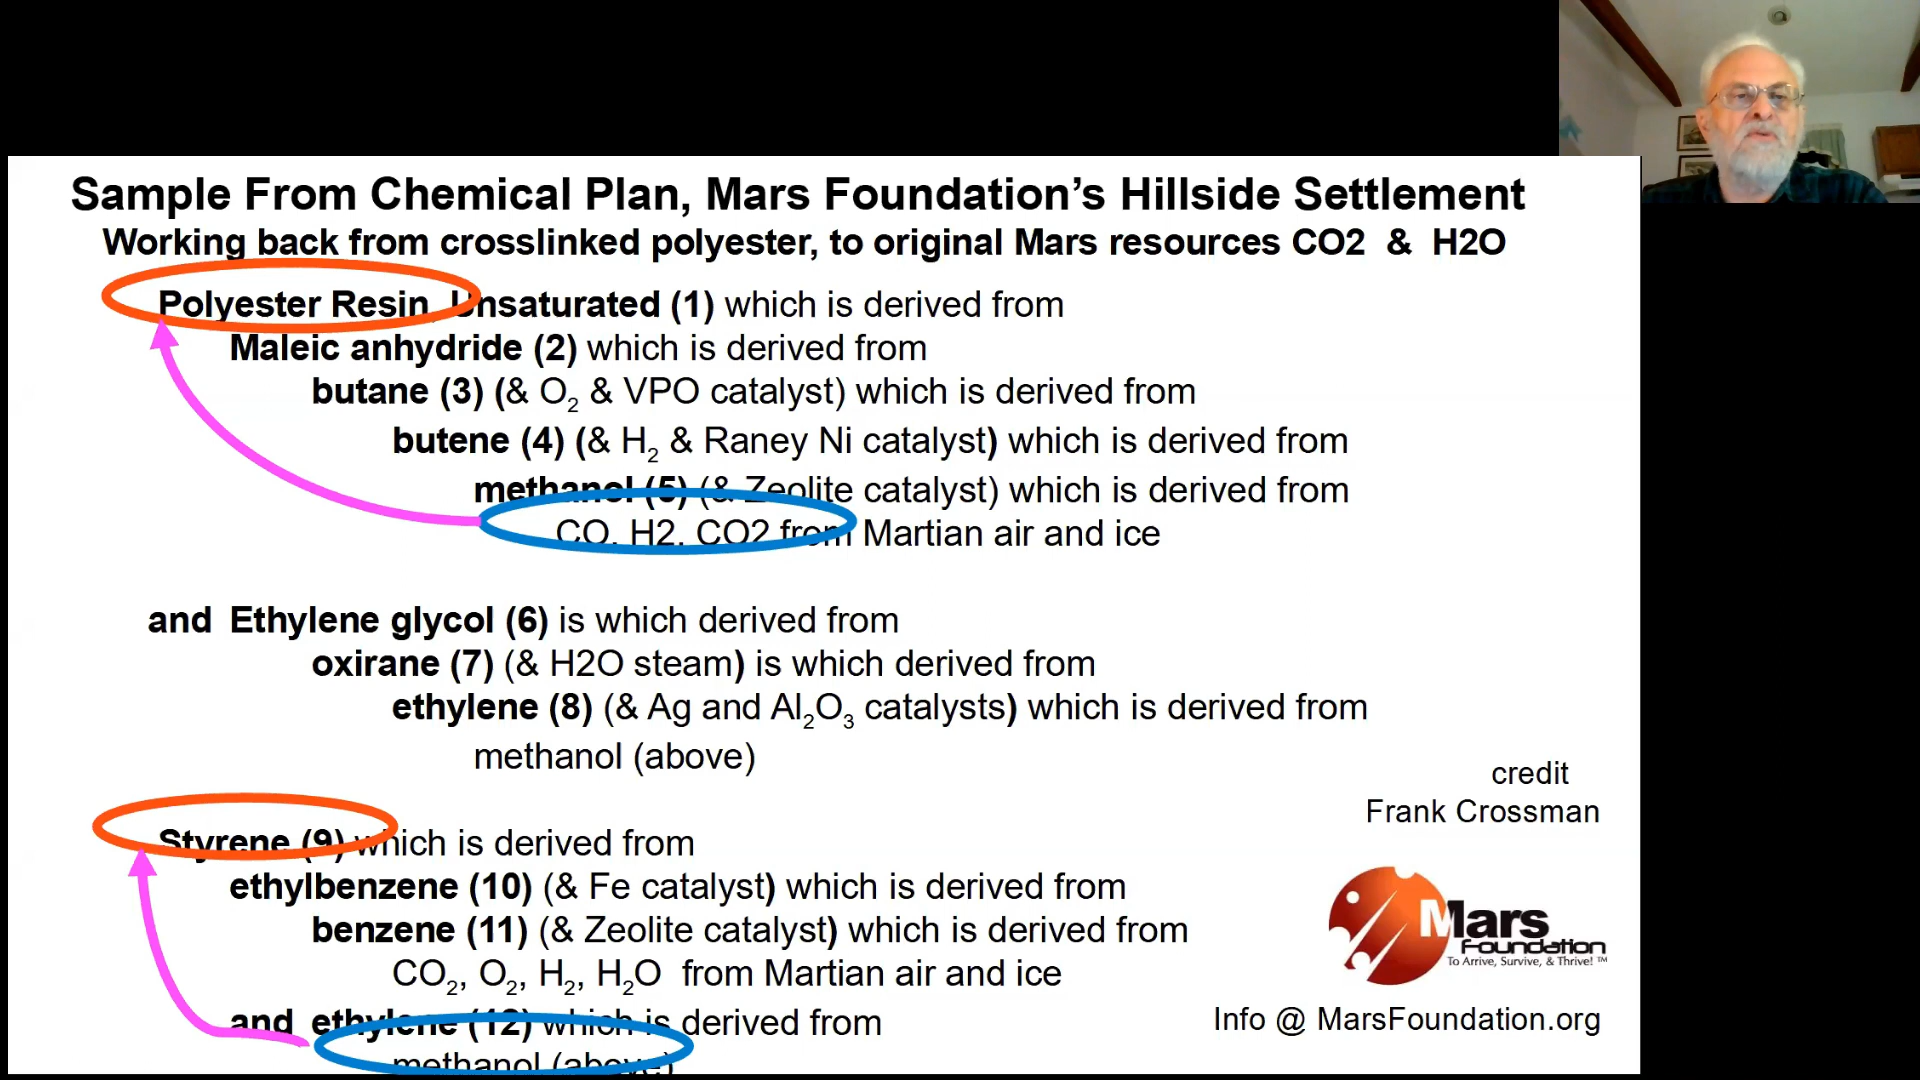 Sample From Chemical Plan, Mars Foundation’s Hillside Settlement
Working back from crosslinked polyester, to original Mars resources CO2 & H2O
Polyester Resin, Unsaturated (1) which is derived from
Maleic anhydride (2) which is derived from
butane (3) (& O₂ & VPO catalyst) which is derived from
butene (4) (& H₂ & Raney Ni catalyst) which is derived from
methanol (5) (& Zeolite catalyst) which is derived from
CO, H2, CO2 from Martian air and ice
and Ethylene glycol (6) is which derived from
oxirane (7) (& H2O steam) is which derived from
ethylene (8) (& Ag and Al₂O₃ catalysts) which is derived from
methanol (above)
Styrene (9) which is derived from
ethylbenzene (10) (& Fe catalyst) which is derived from
benzene (11) (& Zeolite catalyst) which is derived from
CO₂, O₂, H₂, H₂O from Martian air and ice
and ethylene (12) which is derived from
methanol (above)
credit
Frank Crossman
Mars
Foundation
To Arrive, Survive, & Thrive! ™
Info @ MarsFoundation.org